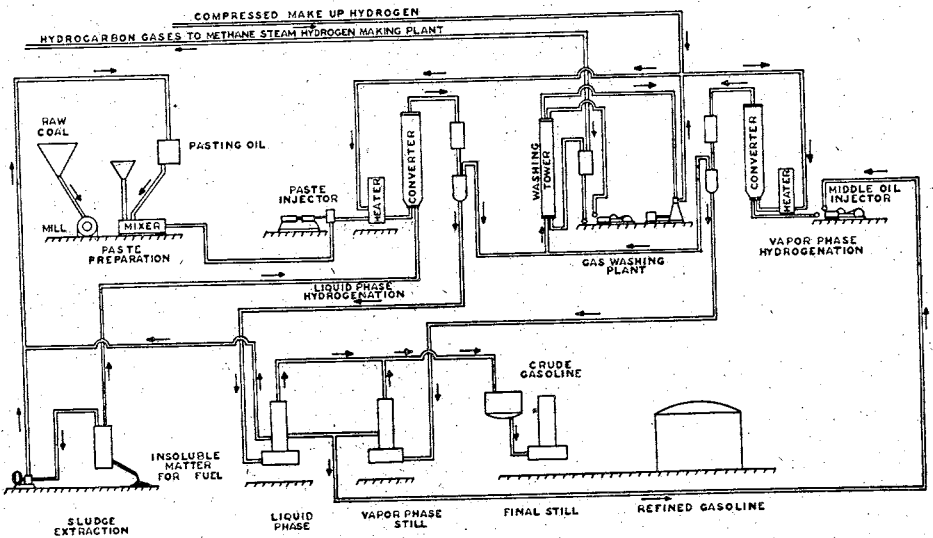 COMPRESSED MAKE UP HYDROGEN
HYDROCARBON GASES TO METHANE STEAM HYDROGEN MAKING PLANT
RAW
COAL
PASTING OIL
MILL
MIXER
PASTE
PREPARATION
PASTE
INJECTOR
HEATER
CONVERTER
LIQUID PHASE
HYDROGENATION
WASHING
TOWER
GAS WASHING
PLANT
CONVERTER
HEATER
MIDDLE OIL
INJECTOR
VAPOR PHASE
HYDROGENATION
CRUDE
GASOLINE
INSOLUBLE
MATTER
FOR FUEL
SLUDGE
EXTRACTION
LIQUID
PHASE
VAPOR PHASE
STILL
FINAL STILL
REFINED GASOLINE